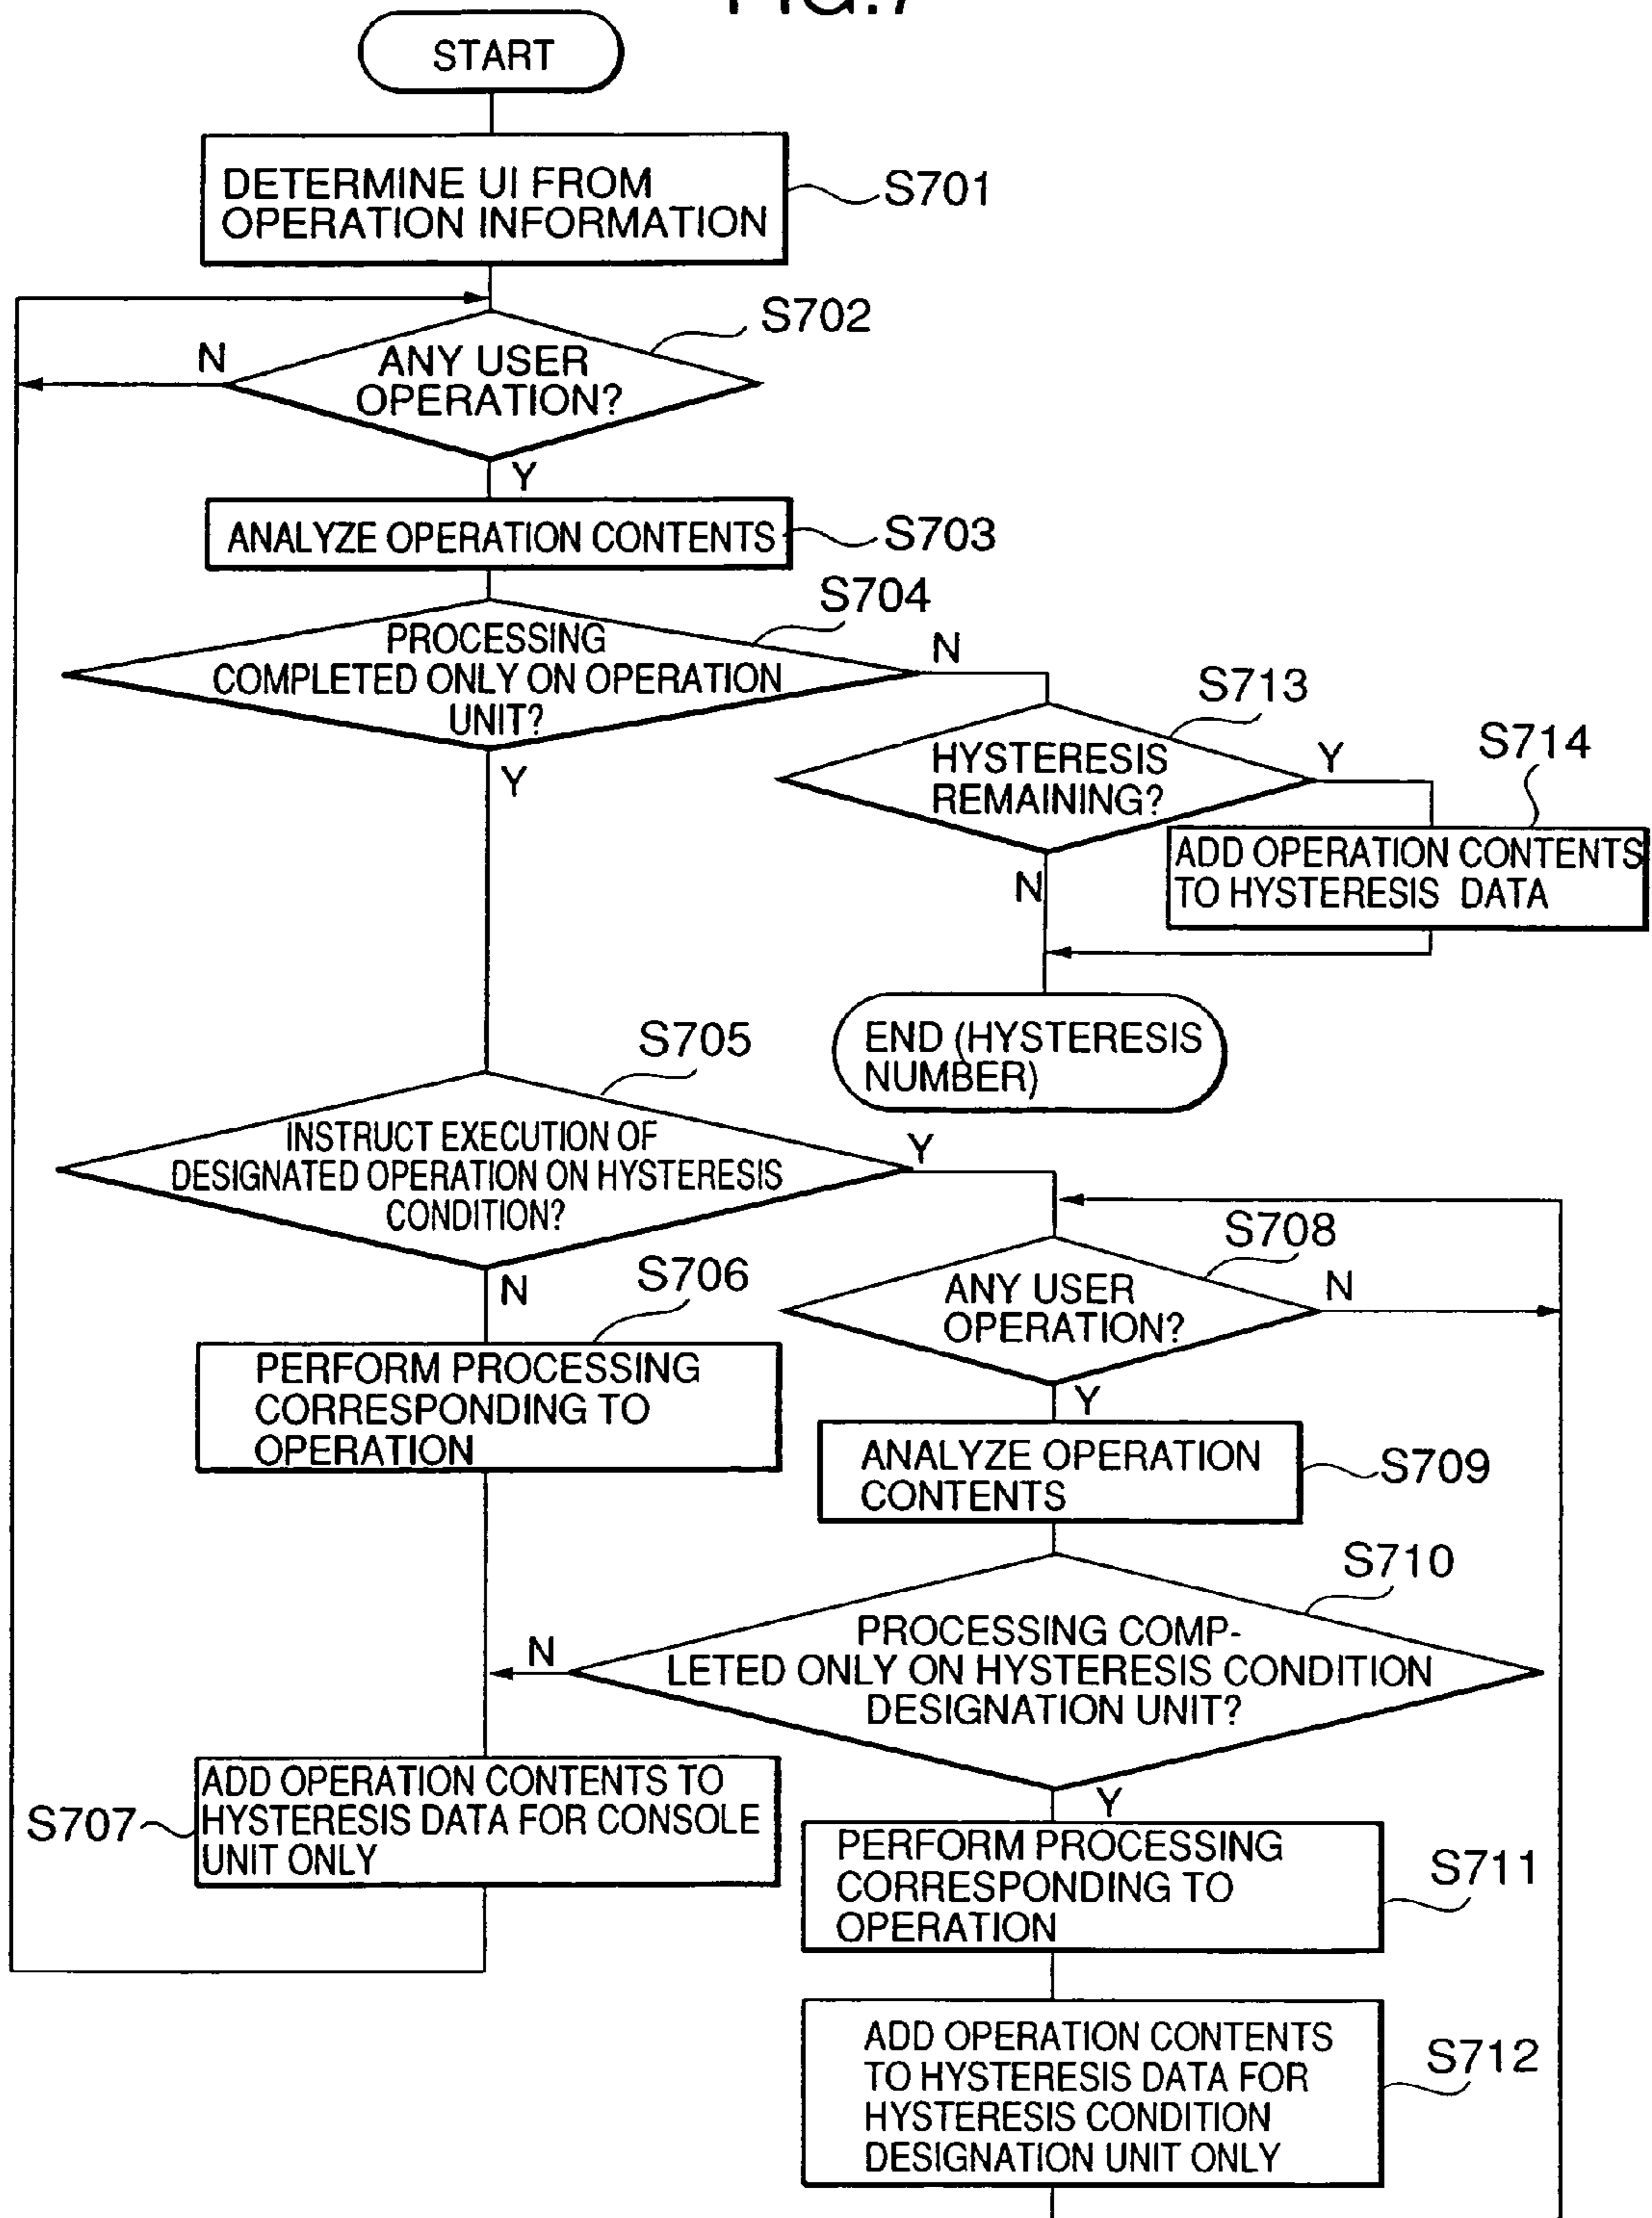 FIG.7
START
DETERMINE UI FROM
OPERATION INFORMATION
S701
S702
N
ANY USER
OPERATION?
Y
ANALYZE OPERATION CONTENTS
S703
S704
PROCESSING
COMPLETED ONLY ON OPERATION
UNIT?
N
Y
S713
HYSTERESIS
REMAINING?
Y
S714
ADD OPERATION CONTENTS
TO HYSTERESIS DATA
N
END (HYSTERESIS
NUMBER)
S705
INSTRUCT EXECUTION OF
DESIGNATED OPERATION ON HYSTERESIS
CONDITION?
Y
N
S706
PERFORM PROCESSING
CORRESPONDING TO
OPERATION
S708
ANY USER
OPERATION?
N
Y
ANALYZE OPERATION
CONTENTS
S709
S710
PROCESSING COMP-
LETED ONLY ON HYSTERESIS CONDITION
DESIGNATION UNIT?
N
Y
S707
ADD OPERATION CONTENTS TO
HYSTERESIS DATA FOR CONSOLE
UNIT ONLY
PERFORM PROCESSING
CORRESPONDING TO
OPERATION
S711
ADD OPERATION CONTENTS
TO HYSTERESIS DATA FOR
HYSTERESIS CONDITION
DESIGNATION UNIT ONLY
S712